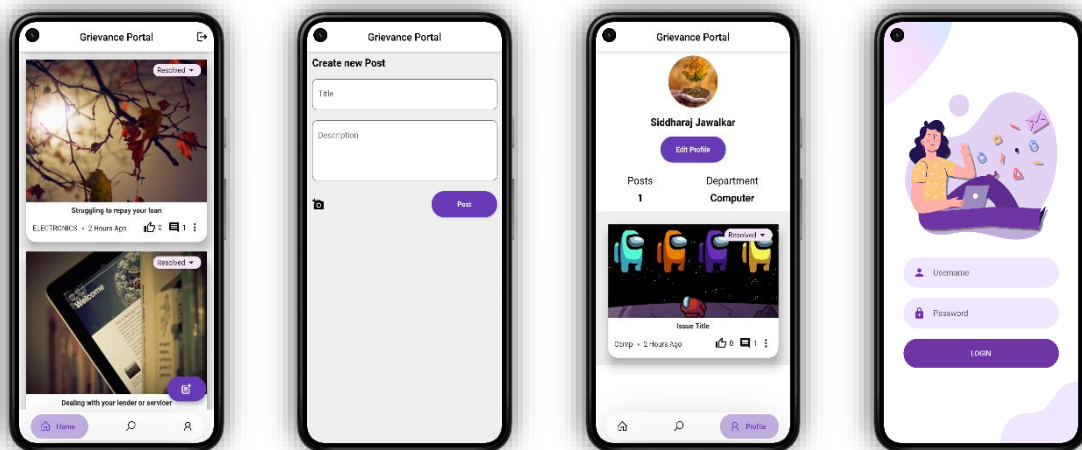 Grievance Portal
Resolved
Struggling to repay your loan
ELECTRONICS • 2 Hours Ago 0 1
Resolved
Welcome
Dealing with your lender or servicer
Home
Grievance Portal
Create new Post
Title
Description
Post
Grievance Portal
Siddharaj Jawalkar
Edit Profile
Posts Department
1 Computer
Resolved
Issue Title
Comp • 2 Hours Ago 0 1
Profile
Username
Password
LOGIN